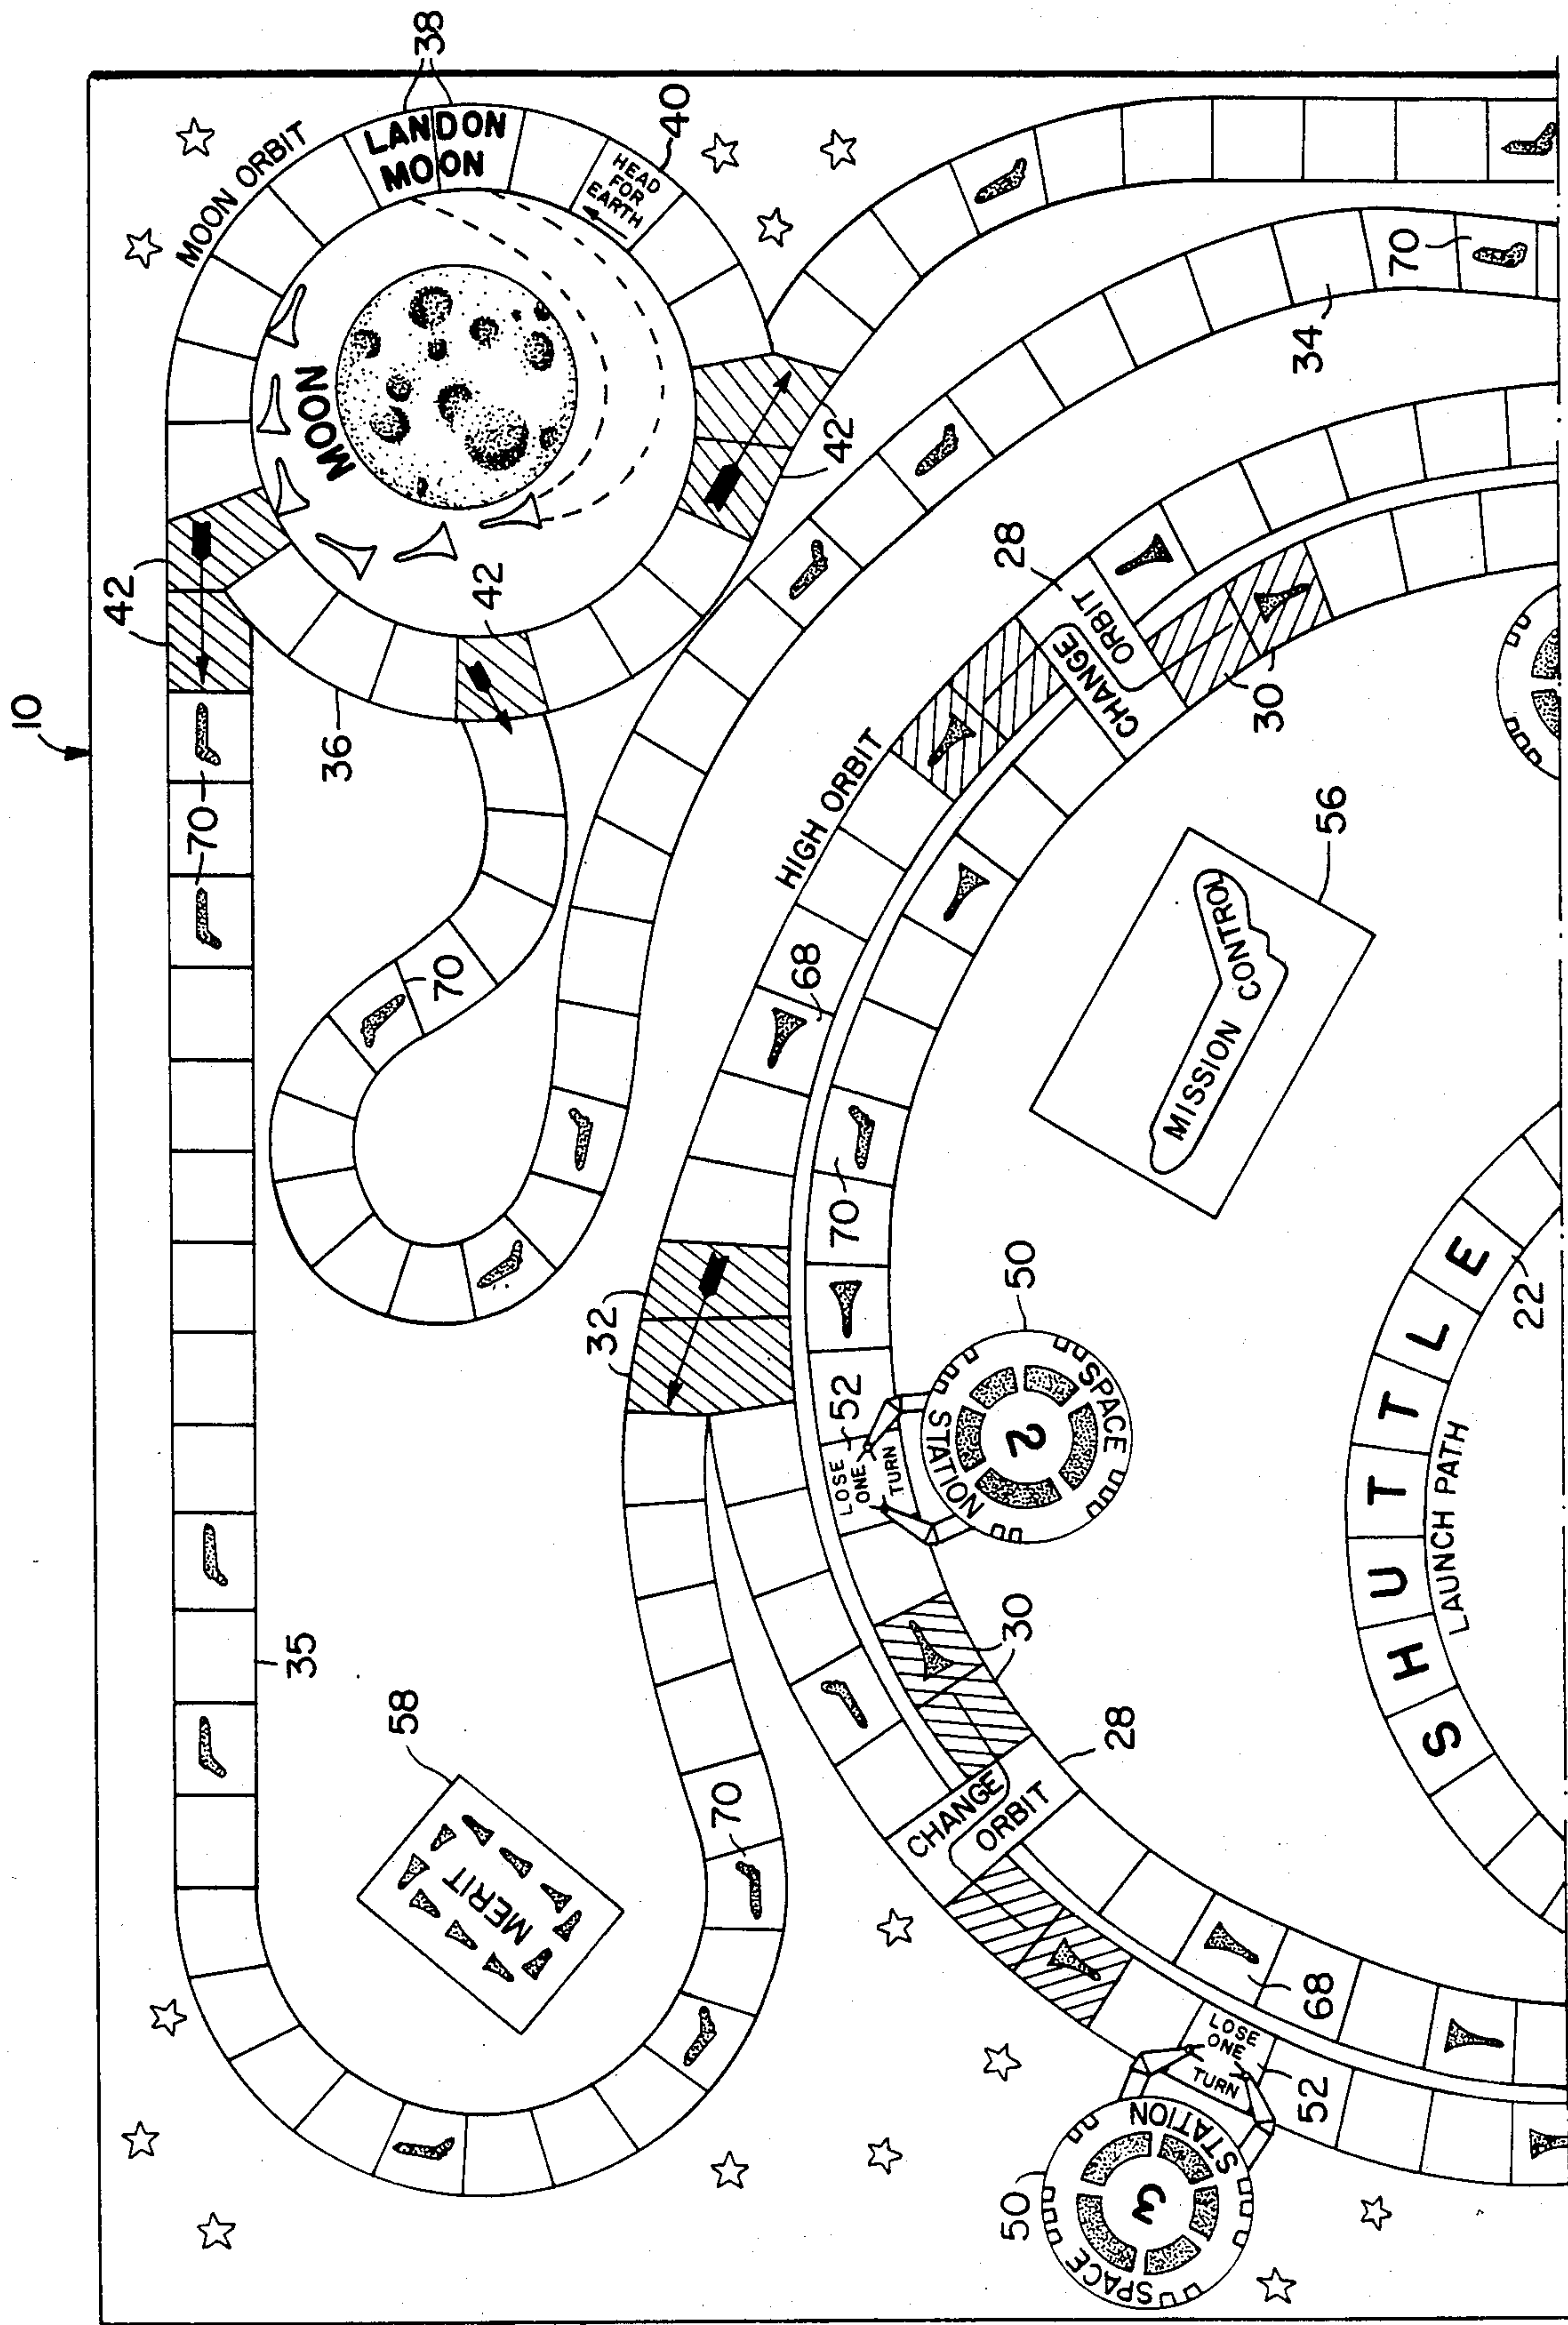 10
38
MOON ORBIT
LANDON
MOON
HEAD
FOR
EARTH
40
MOON
42
42
42
36
70
70
34
70
28
CHANGE
ORBIT
30
HIGH ORBIT
68
56
MISSION CONTROL
70
32
52
LOSE
ONE
TURN
50
SPACE
STATION
2
SHUTTLE
22
LAUNCH PATH
35
58
MERIT
70
30
28
CHANGE
ORBIT
68
LOSE
ONE
TURN
52
50
SPACE
STATION
3